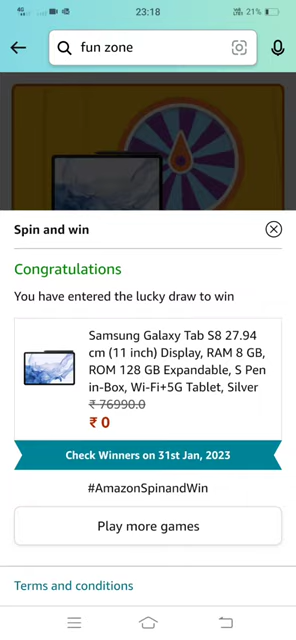 4G
23:18
21%
fun zone
Spin and win
Congratulations
You have entered the lucky draw to win
Samsung Galaxy Tab S8 27.94
cm (11 inch) Display, RAM 8 GB,
ROM 128 GB Expandable, S Pen
in-Box, Wi-Fi+5G Tablet, Silver
₹ 76990.0
₹ 0
Check Winners on 31st Jan, 2023
#AmazonSpinandWin
Play more games
Terms and conditions